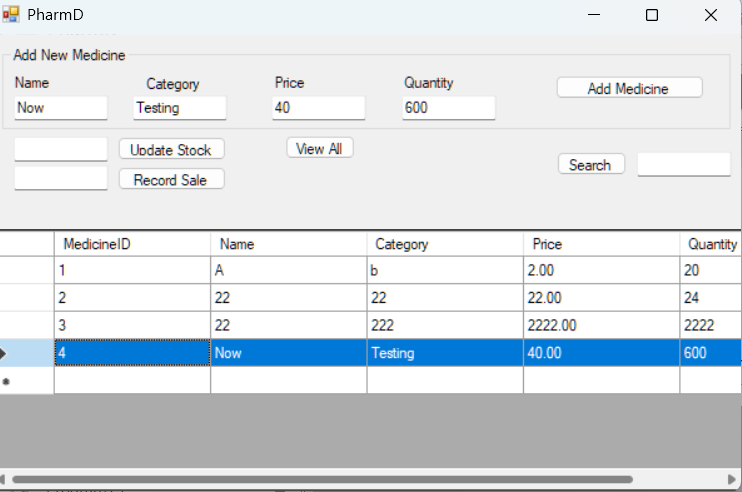 PharmD
Add New Medicine
Name Category Price Quantity
Now Testing 40 600 Add Medicine
Update Stock View All
Search
Record Sale
MedicineID Name Category Price Quantity
1 A b 2.00 20
2 22 22 22.00 24
3 22 222 2222.00 2222
4 Now Testing 40.00 600